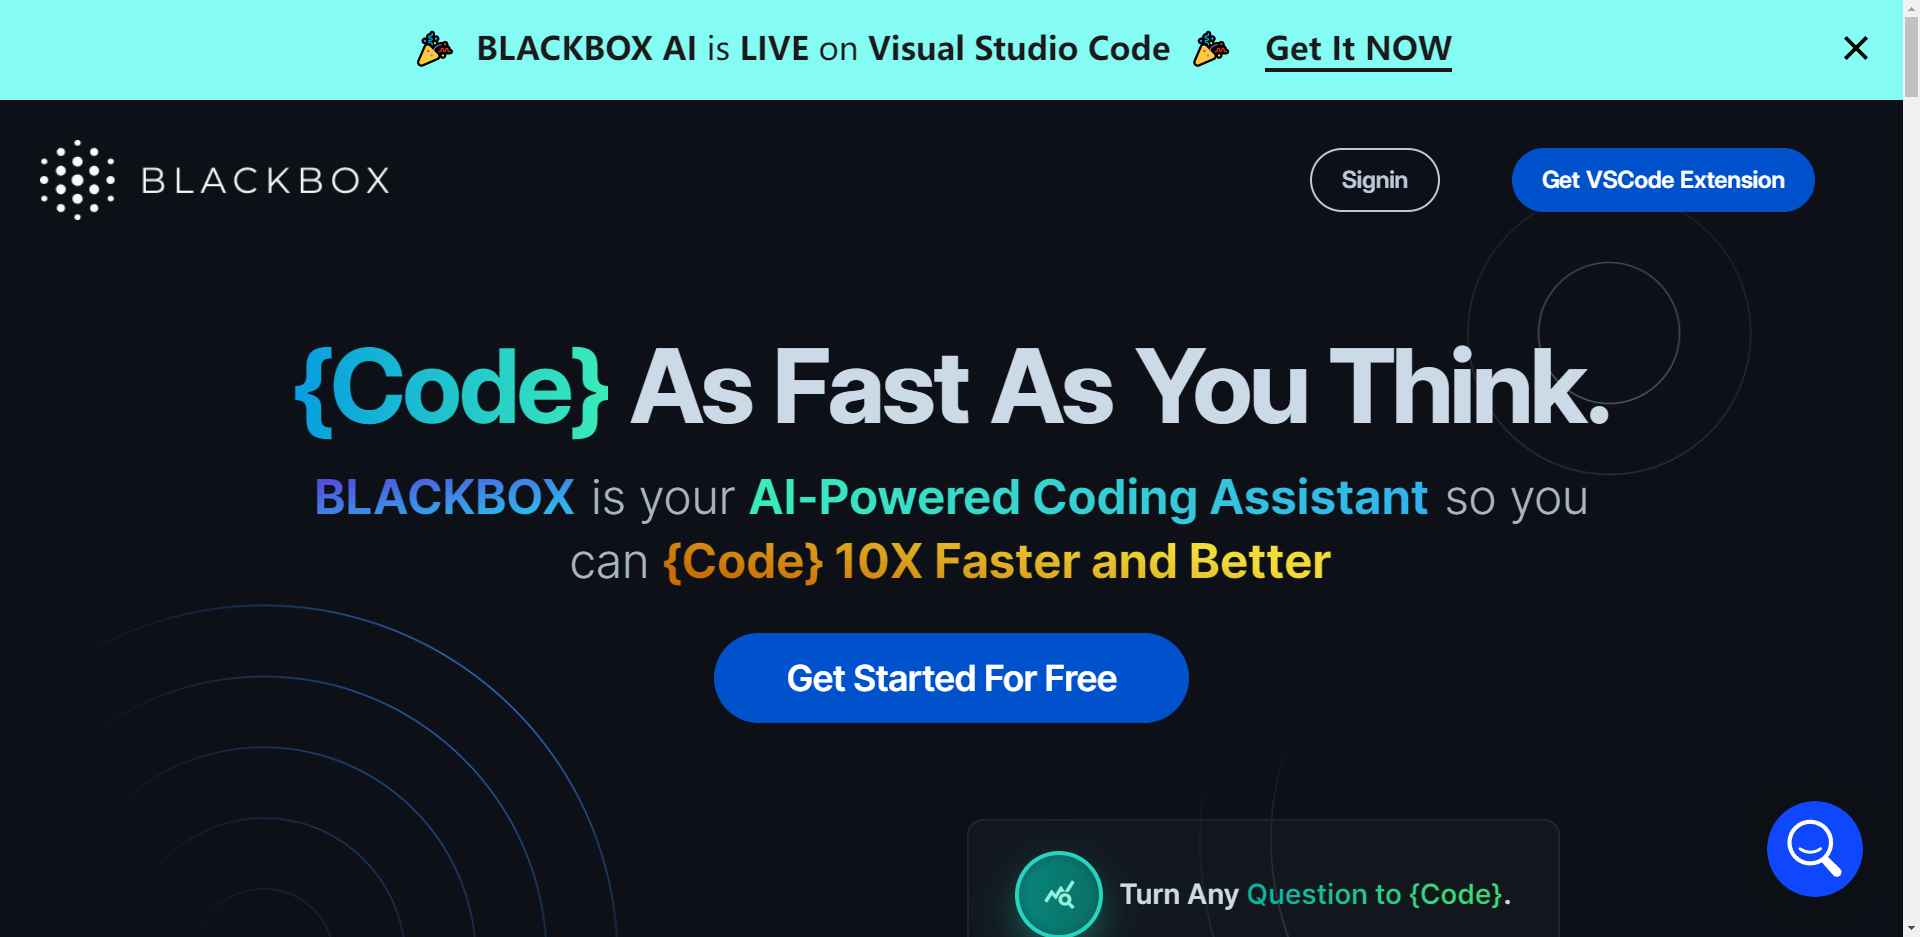 BLACKBOX AI is LIVE on Visual Studio Code Get It NOW
BLACKBOX
Signin
Get VSCode Extension
{Code} As Fast As You Think.
BLACKBOX is your AI-Powered Coding Assistant so you
can {Code} 10X Faster and Better
Get Started For Free
Turn Any Question to {Code}.